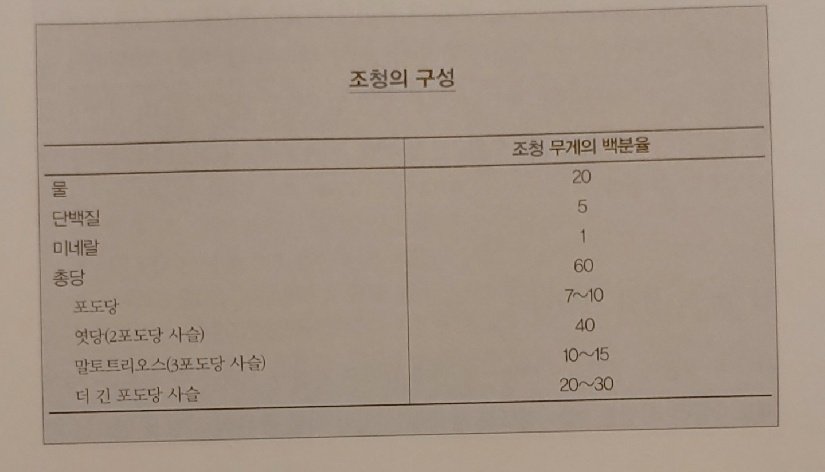 조청의 구성
조청 무게의 백분율
물 20
단백질 5
미네랄 1
총당 60
포도당 7~10
엿당(2포도당 사슬) 40
말토트리오스(3포도당 사슬) 10~15
더 긴 포도당 사슬 20~30